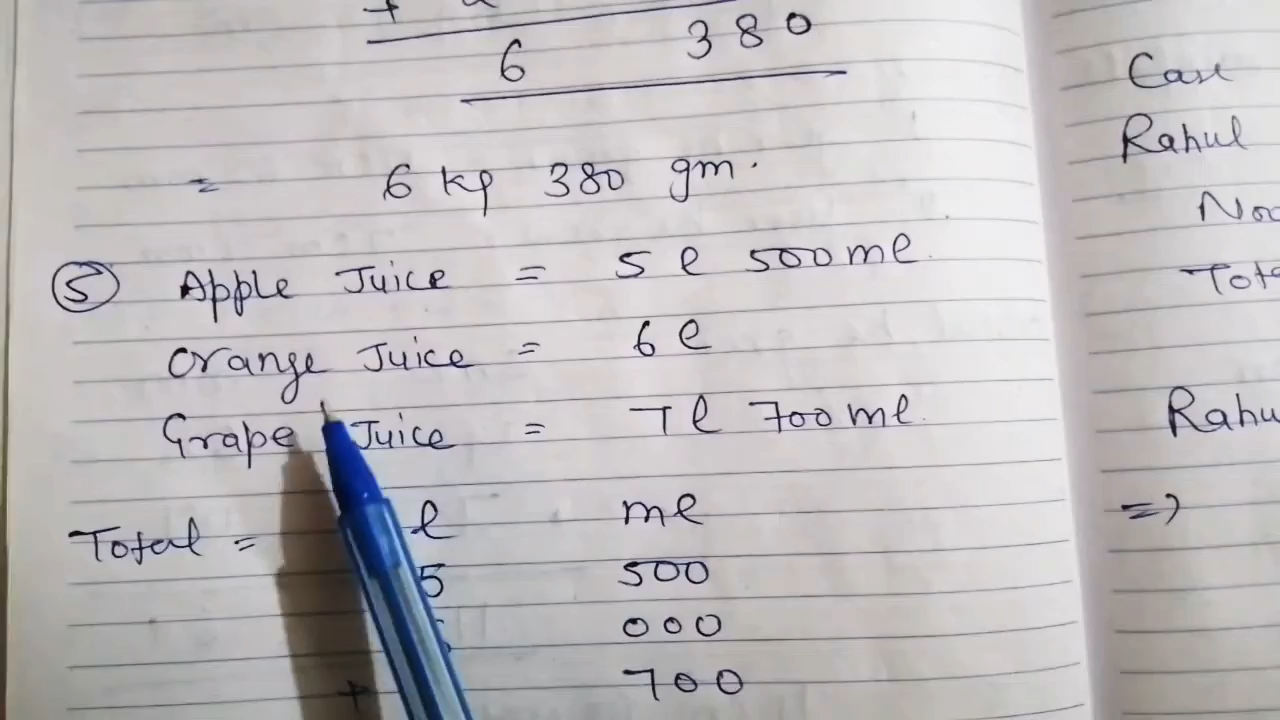 +
6 380
= 6 kg 380 gm.
(5) Apple Juice = 5 l 500 ml.
Orange Juice = 6 l
Grape Juice = 7 l 700 ml.
Total = l ml
5 500
000
+ 700
Case
Rahul
=>